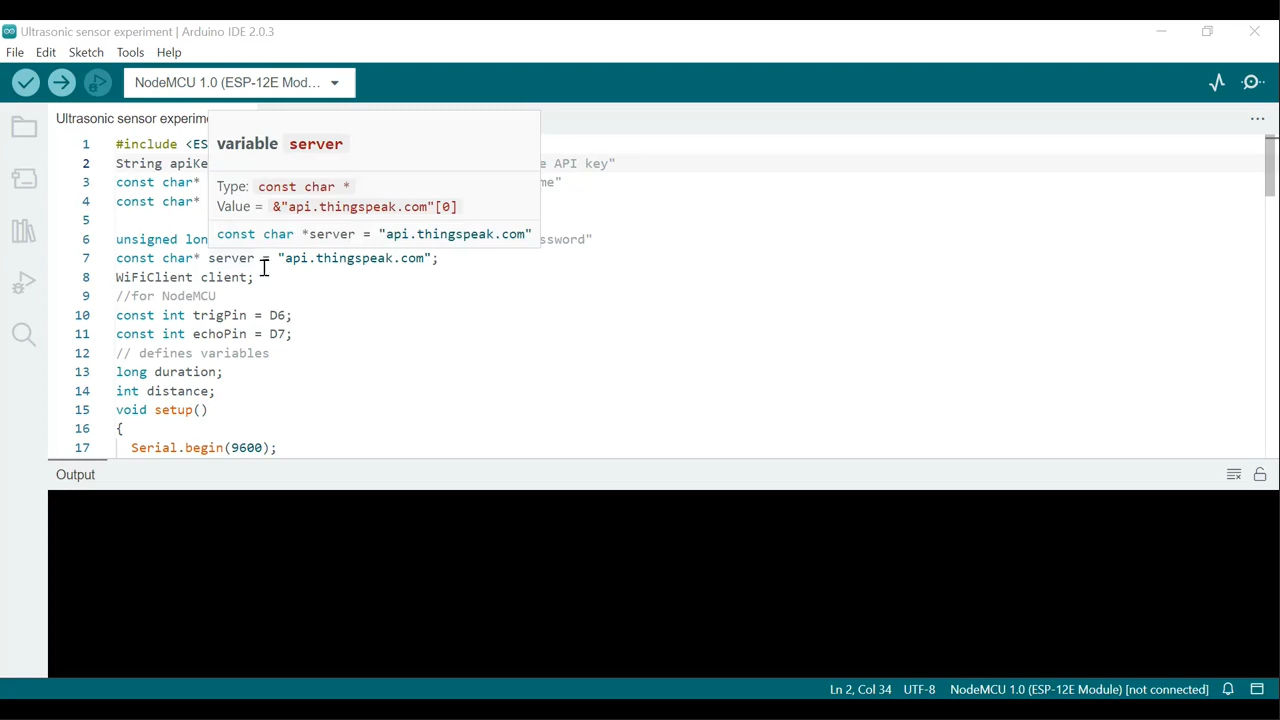 Ultrasonic sensor experiment | Arduino IDE 2.0.3
File Edit Sketch Tools Help
NodeMCU 1.0 (ESP-12E Mod...
Ultrasonic sensor experime
variable server
Type: const char *
Value = &"api.thingspeak.com"[0]
const char *server = "api.thingspeak.com"
1 #include <ES
2 String apiKe e API key"
3 const char* me"
4 const char*
5
6 unsigned lon ssword"
7 const char* server = "api.thingspeak.com";
8 WiFiClient client;
9 //for NodeMCU
10 const int trigPin = D6;
11 const int echoPin = D7;
12 // defines variables
13 long duration;
14 int distance;
15 void setup()
16 {
17 Serial.begin(9600);
Output
Ln 2, Col 34 UTF-8 NodeMCU 1.0 (ESP-12E Module) [not connected]